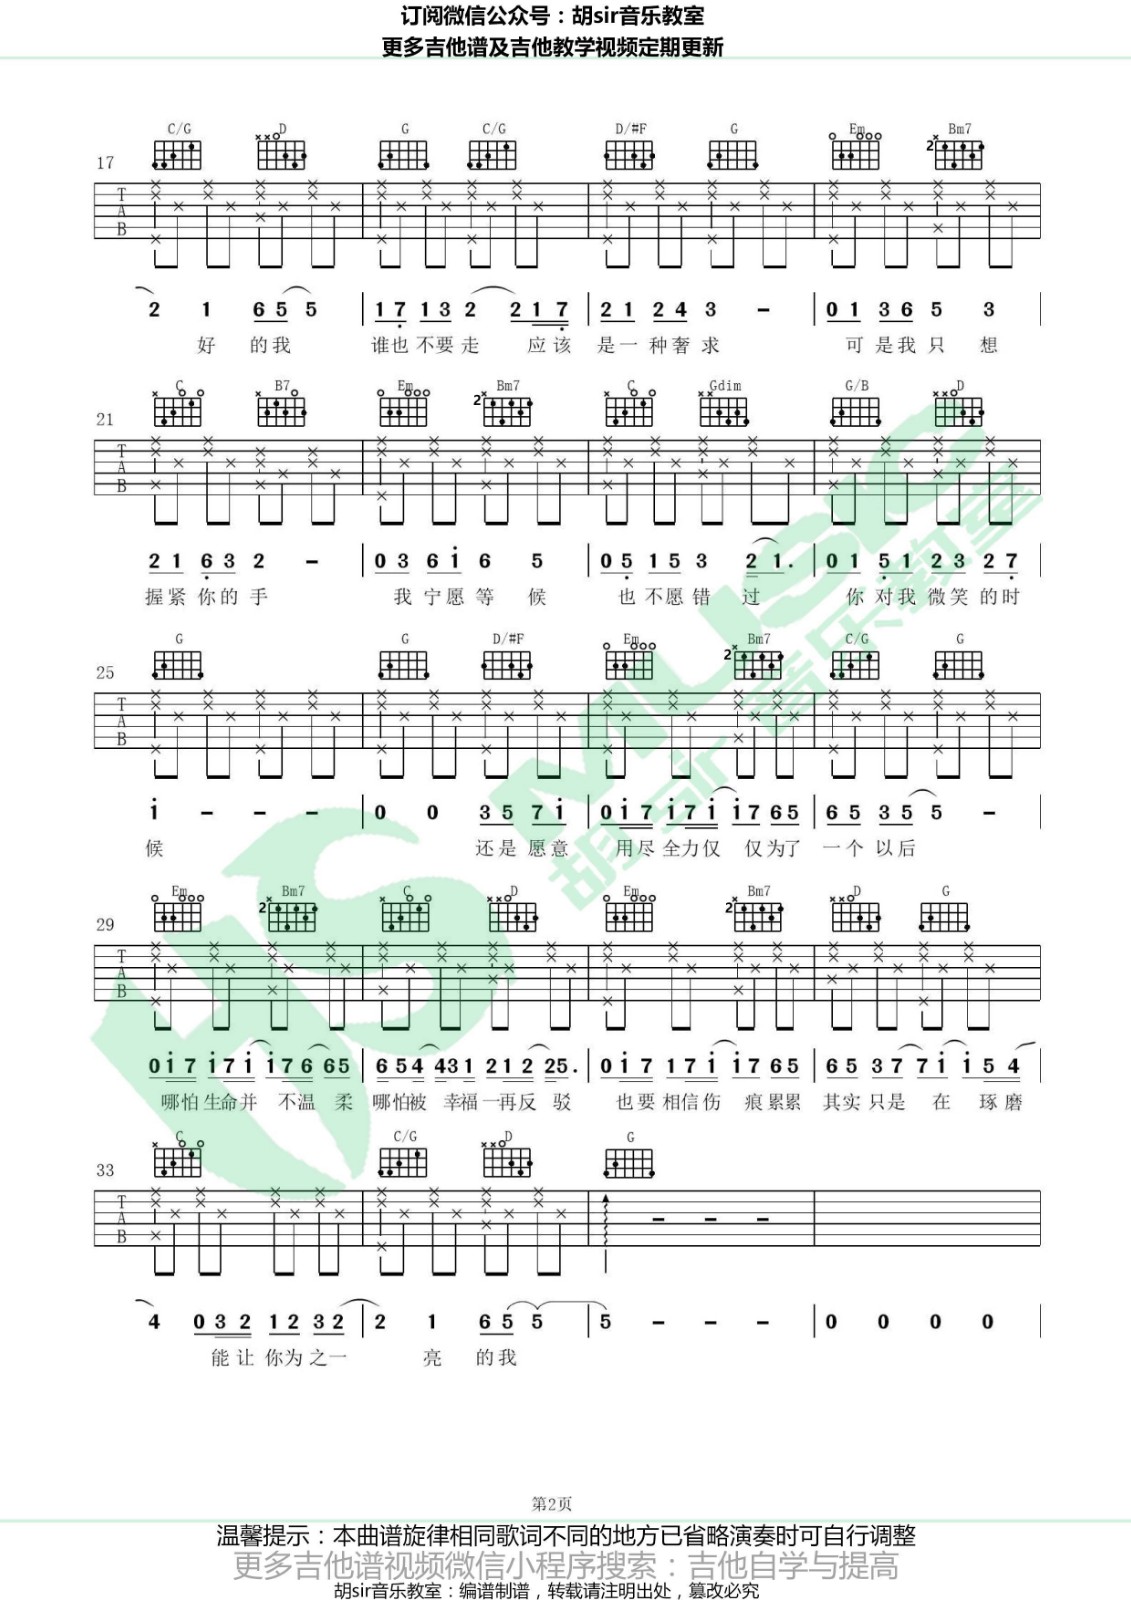 订阅微信公众号：胡sir音乐教室
更多吉他谱及吉他教学视频定期更新
C/G D G C/G D/#F G Em Bm7
17
T A B
2 1 6 5 5 | 1 7 1 3 2 2 1 7 | 2 1 2 4 3 - | 0 1 3 6 5 3
好 的我 谁也不要走 应该 是一种奢求 可是我只想
C B7 Em Bm7 C Gdim G/B D
21
T A B
2 1 6 3 2 - | 0 3 6 i 6 5 | 0 5 1 5 3 2 1. | 0 1 5 1 2 3 2 7
握紧你的手 我宁愿等候 也不愿错过 你对我微笑的时
G G D/#F Em Bm7 C/G G
25
T A B
i - - - | 0 0 3 5 7 i | 0 i 7 i 7 i i 7 6 5 | 6 5 3 5 5 -
候 还是愿意 用尽全力仅 仅为了 一个以后
Em Bm7 C D Em Bm7 D G
29
T A B
0 i 7 i 7 i i 7 6 6 5 | 6 5 4 4 3 1 2 1 2 2 5. | 0 i 7 1 7 i i 7 6 5 | 6 5 3 7 7 i i 5 4
哪怕生命并 不温 柔 哪怕被 幸福一再反 驳 也要相信伤 痕累累 其实只是 在 琢磨
C C/G D G
33
T A B
4 0 3 2 1 2 3 2 | 2 1 6 5 5 | 5 - - - | 0 0 0 0
能让你为之一 亮 的我
第2页
温馨提示：本曲谱旋律相同歌词不同的地方已省略演奏时可自行调整
更多吉他谱视频微信小程序搜索：吉他自学与提高
胡sir音乐教室：编谱制谱，转载请注明出处，篡改必究
HS MUSIC
胡sir音乐教室